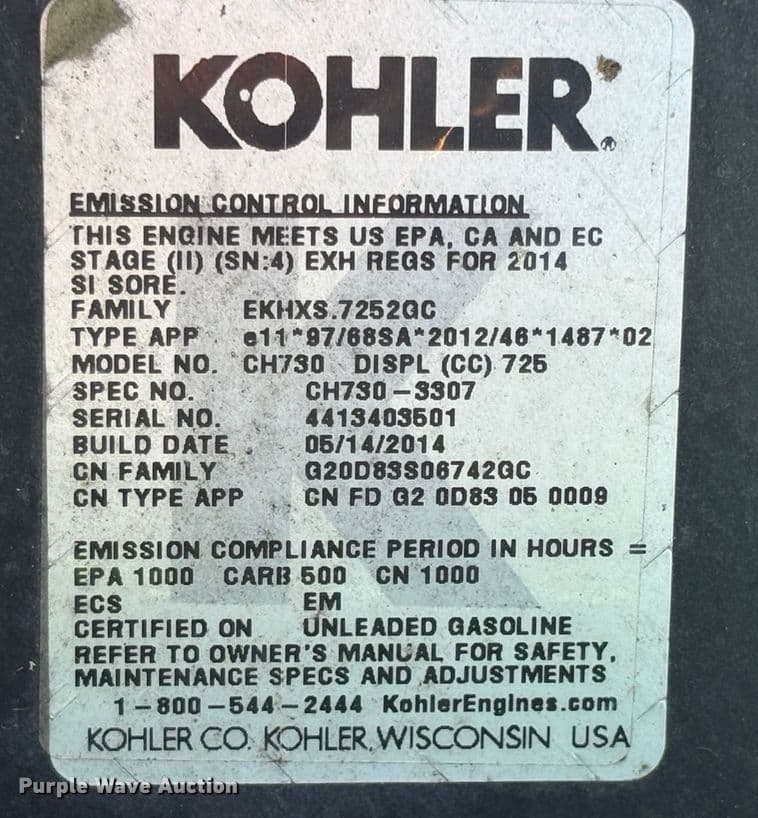 KOHLER.
EMISSION CONTROL INFORMATION
THIS ENGINE MEETS US EPA, CA AND EC
STAGE (II) (SN:4) EXH REGS FOR 2014
SI SORE.
FAMILY EKHXS.7252GC
TYPE APP e11*97/68SA*2012/46*1487*02
MODEL NO. CH730 DISPL (CC) 725
SPEC NO. CH730-3307
SERIAL NO. 4413403501
BUILD DATE 05/14/2014
CN FAMILY G20D83S06742GC
CN TYPE APP CN FD G2 0D83 05 0009
EMISSION COMPLIANCE PERIOD IN HOURS =
EPA 1000 CARB 500 CN 1000
ECS EM
CERTIFIED ON UNLEADED GASOLINE
REFER TO OWNER'S MANUAL FOR SAFETY,
MAINTENANCE SPECS AND ADJUSTMENTS
1-800-544-2444 KohlerEngines.com
KOHLER CO. KOHLER, WISCONSIN USA
Purple Wave Auction